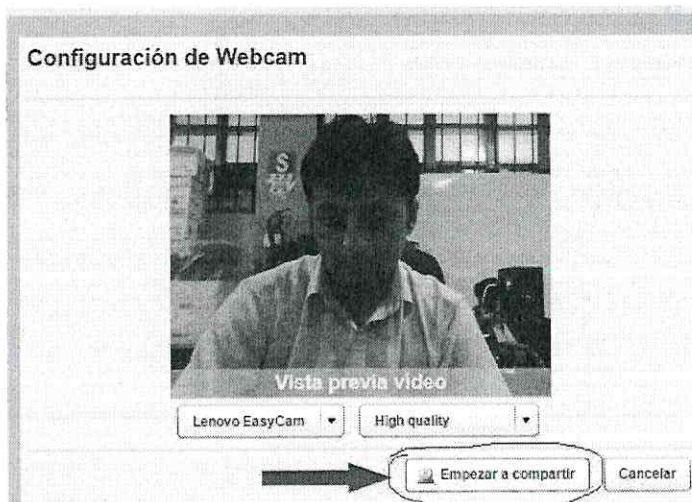 Configuración de Webcam
S
Vista previa video
Lenovo EasyCam
High quality
Empezar a compartir
Cancelar